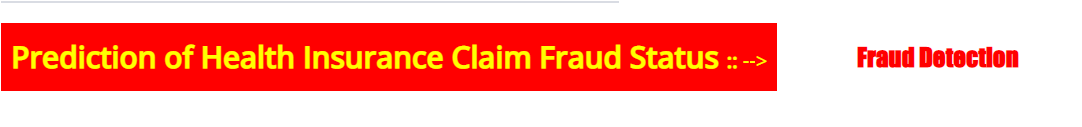 Prediction of Health Insurance Claim Fraud Status :: --> Fraud Detection